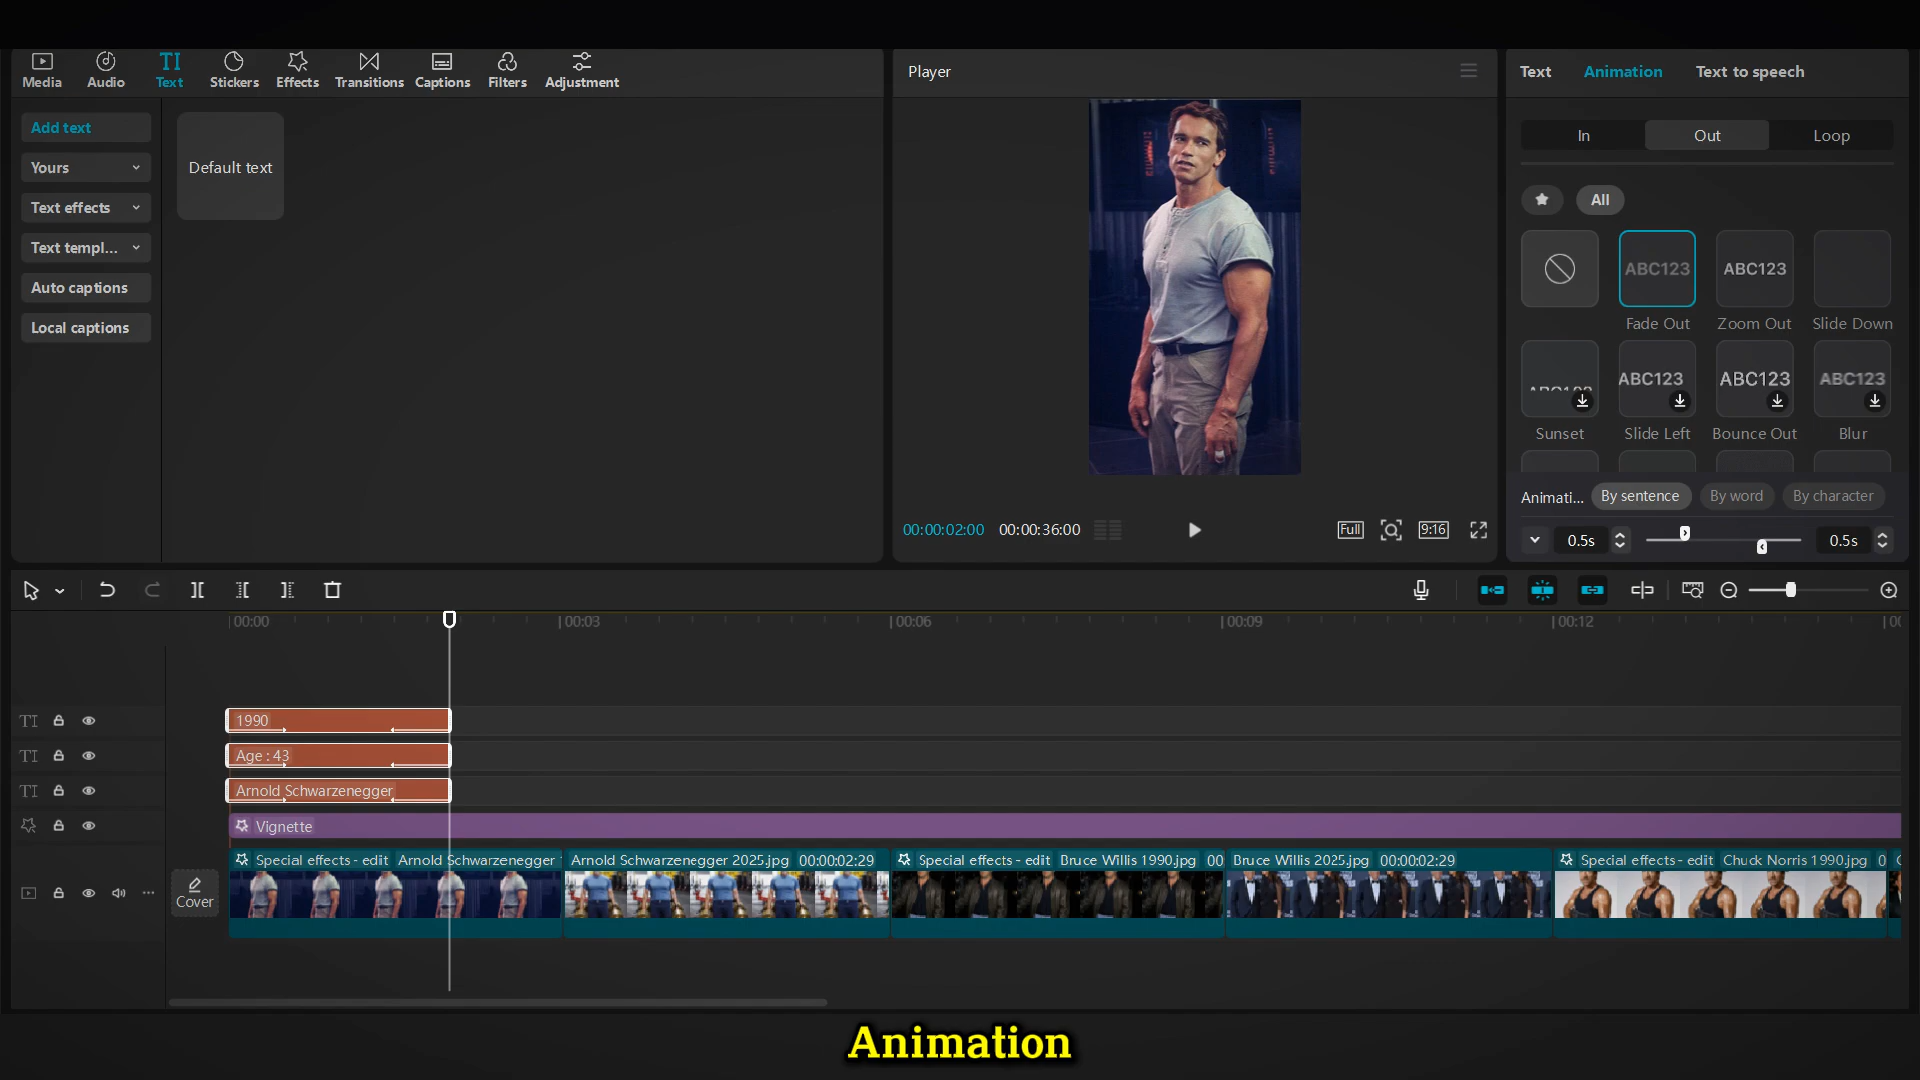 Media Audio Text Stickers Effects Transitions Captions Filters Adjustment
Add text
Yours
Text effects
Text templ...
Auto captions
Local captions
Default text
Player
00:00:02:00 00:00:36:00
Full
9:16
Text Animation Text to speech
In Out Loop
All
ABC123 ABC123
Fade Out Zoom Out Slide Down
ABC123 ABC123 ABC123
Sunset Slide Left Bounce Out Blur
Animati... By sentence By word By character
0.5s 0.5s
00:00 00:03 00:06 00:09 00:12
TI 1990
TI Age : 43
TI Arnold Schwarzenegger
Vignette
Cover
Special effects - edit Arnold Schwarzenegger
Arnold Schwarzenegger 2025.jpg 00:00:02:29
Special effects - edit Bruce Willis 1990.jpg 00
Bruce Willis 2025.jpg 00:00:02:29
Special effects - edit Chuck Norris 1990.jpg 0
Animation